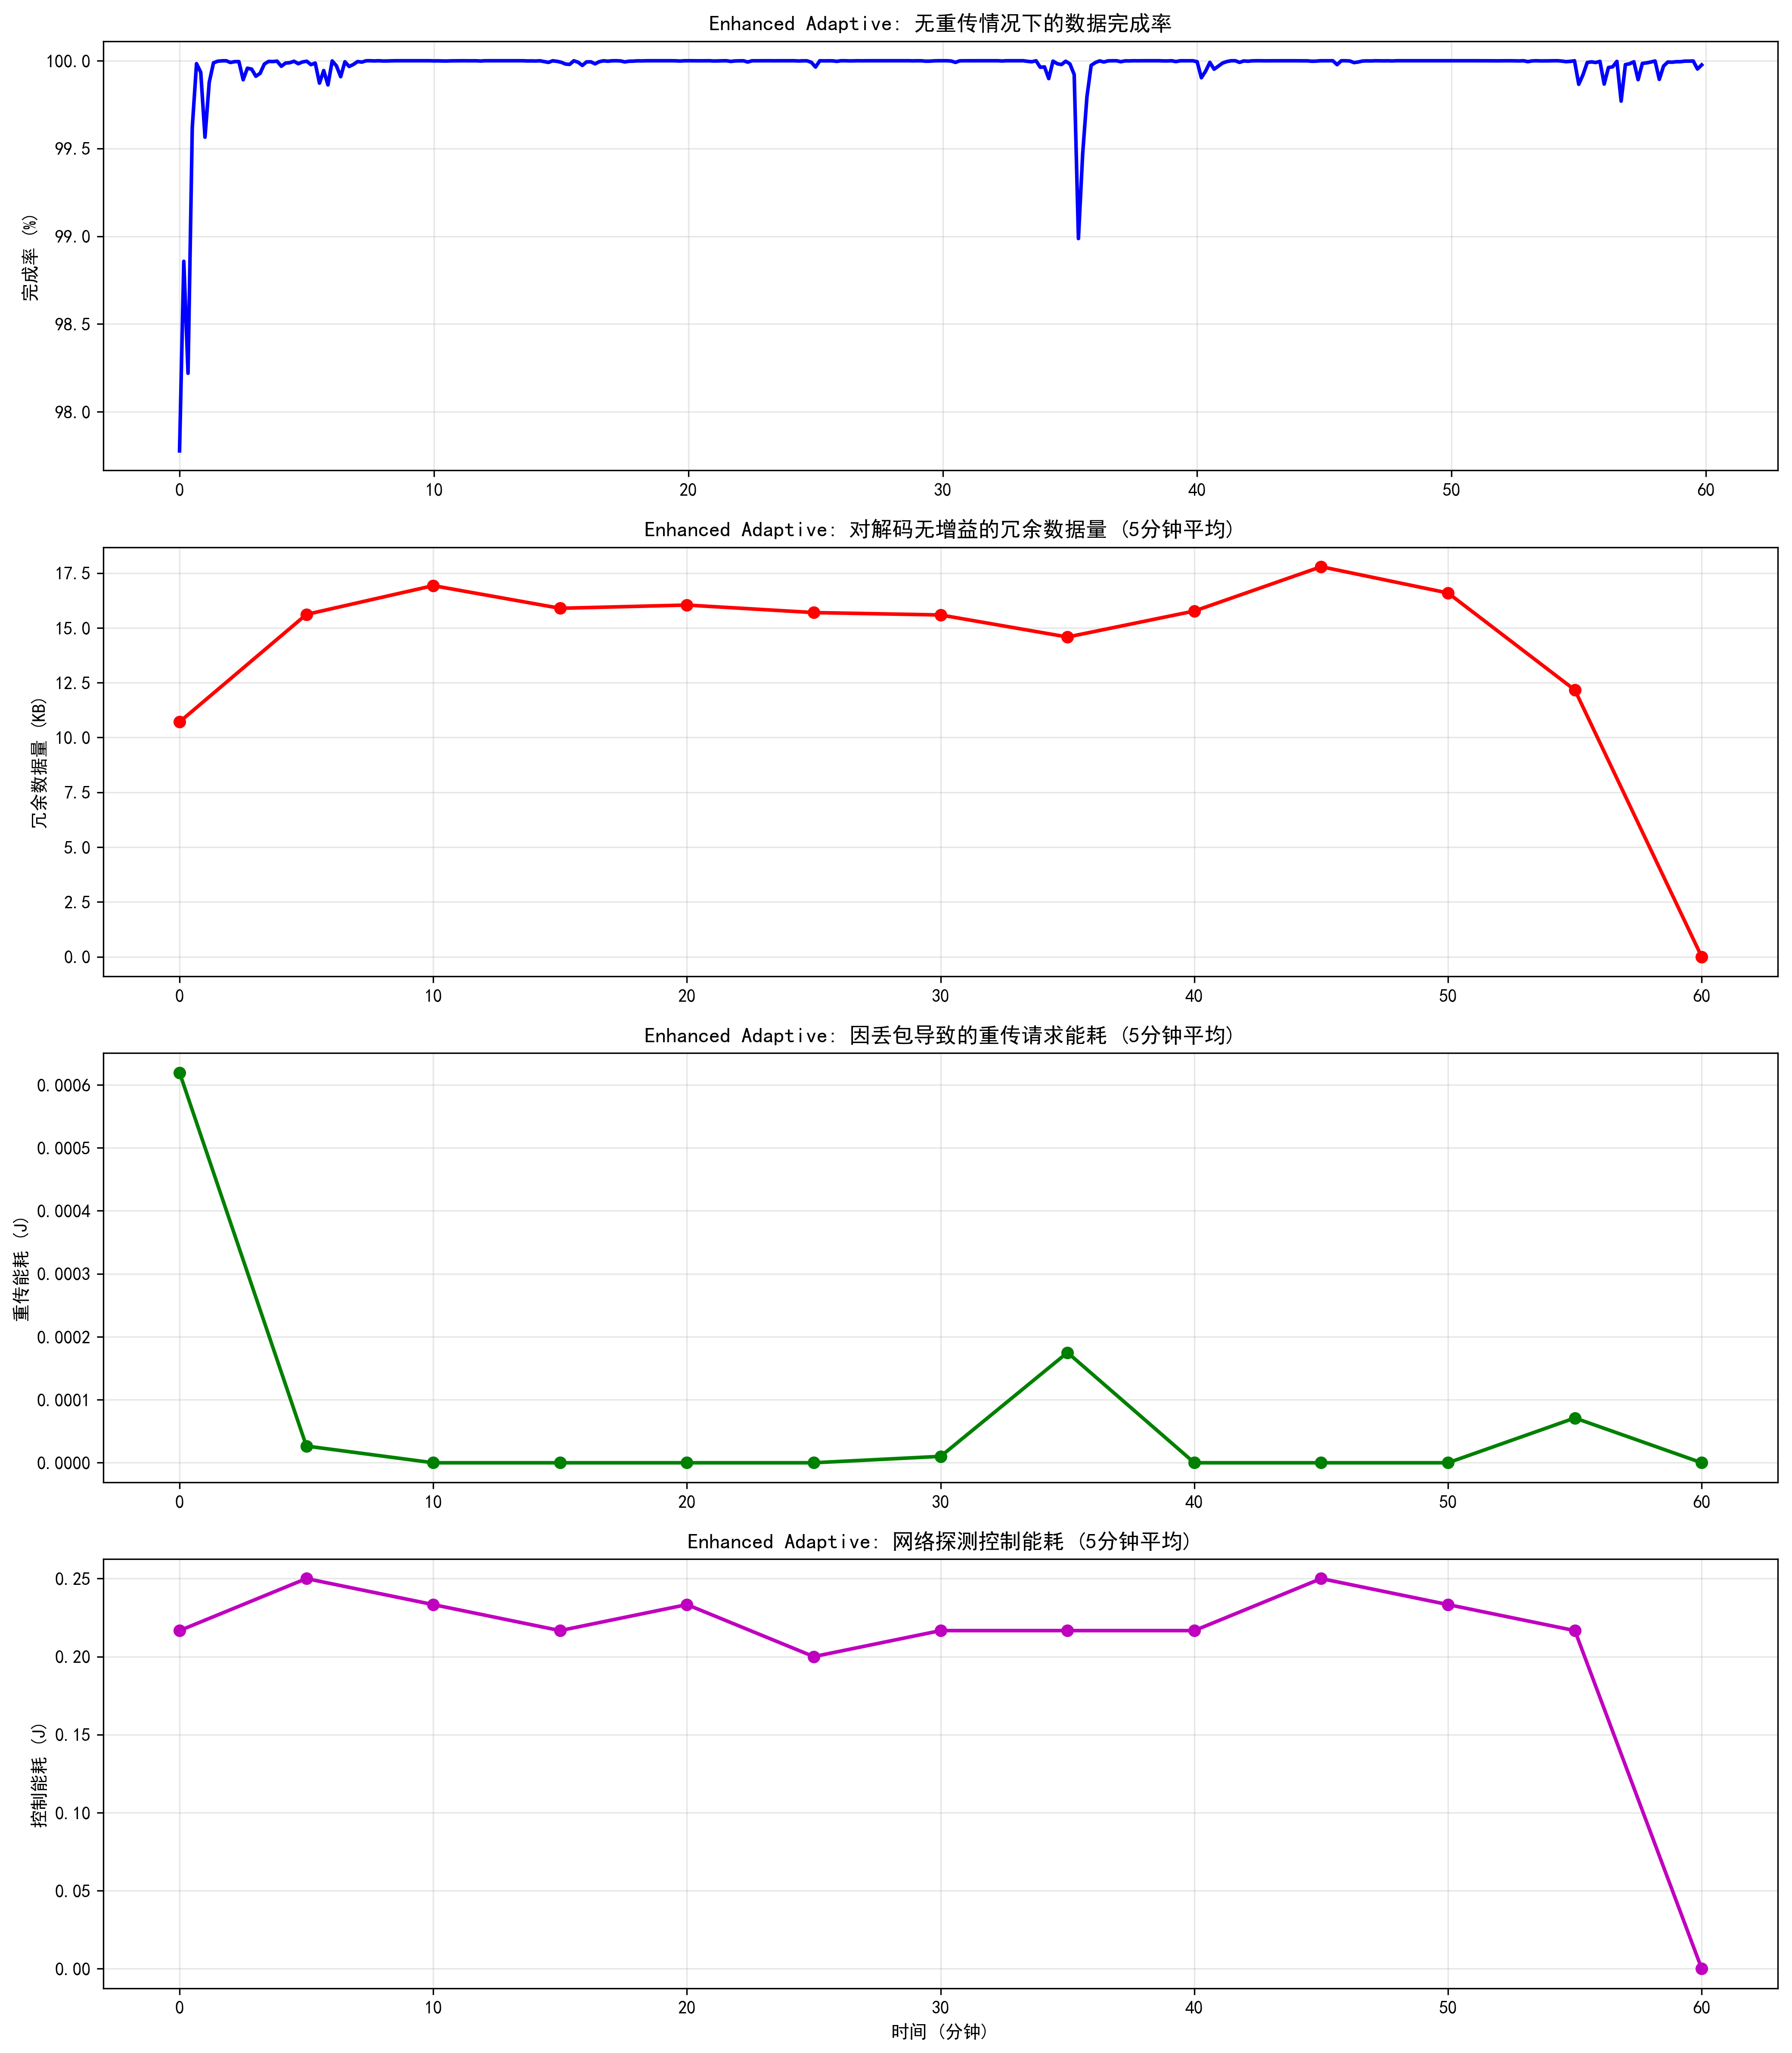 Enhanced Adaptive: 无重传情况下的数据完成率
完成率 (%)
100.0
99.5
99.0
98.5
98.0
0 10 20 30 40 50 60
Enhanced Adaptive: 对解码无增益的冗余数据量 (5分钟平均)
冗余数据量 (KB)
17.5
15.0
12.5
10.0
7.5
5.0
2.5
0.0
0 10 20 30 40 50 60
Enhanced Adaptive: 因丢包导致的重传请求能耗 (5分钟平均)
重传能耗 (J)
0.0006
0.0005
0.0004
0.0003
0.0002
0.0001
0.0000
0 10 20 30 40 50 60
Enhanced Adaptive: 网络探测控制能耗 (5分钟平均)
控制能耗 (J)
0.25
0.20
0.15
0.10
0.05
0.00
0 10 20 30 40 50 60
时间 (分钟)